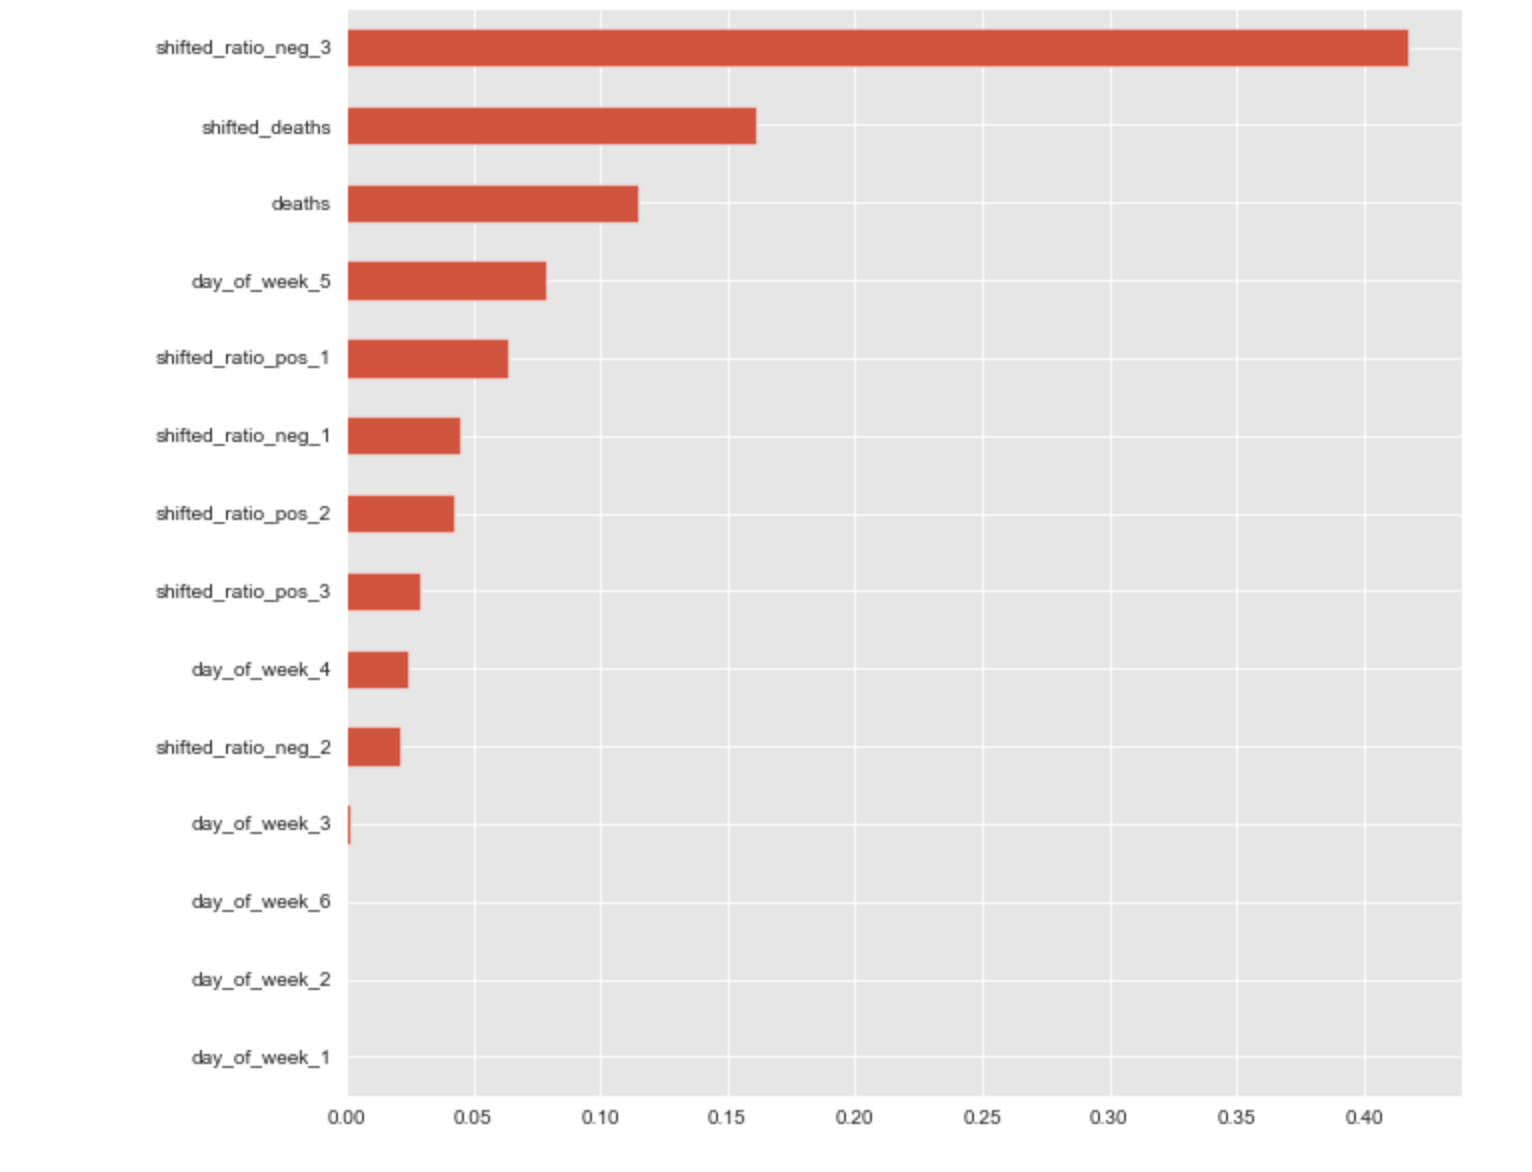 shifted_ratio_neg_3
shifted_deaths
deaths
day_of_week_5
shifted_ratio_pos_1
shifted_ratio_neg_1
shifted_ratio_pos_2
shifted_ratio_pos_3
day_of_week_4
shifted_ratio_neg_2
day_of_week_3
day_of_week_6
day_of_week_2
day_of_week_1
0.00 0.05 0.10 0.15 0.20 0.25 0.30 0.35 0.40